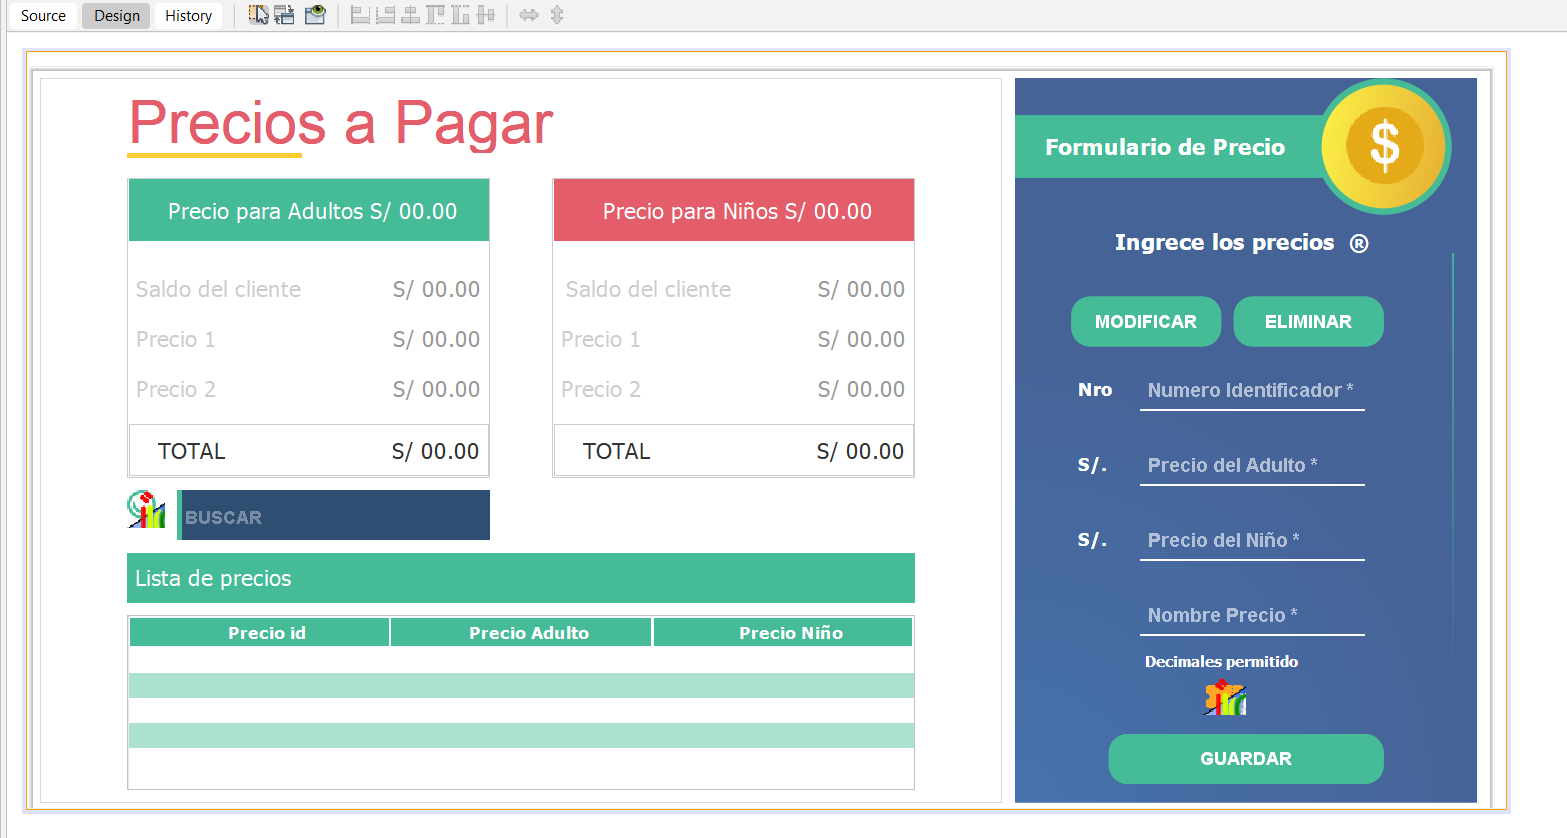 Source Design History
Precios a Pagar
Precio para Adultos S/ 00.00
Saldo del cliente S/ 00.00
Precio 1 S/ 00.00
Precio 2 S/ 00.00
TOTAL S/ 00.00
Precio para Niños S/ 00.00
Saldo del cliente S/ 00.00
Precio 1 S/ 00.00
Precio 2 S/ 00.00
TOTAL S/ 00.00
BUSCAR
Lista de precios
Precio id Precio Adulto Precio Niño
Formulario de Precio $
Ingrece los precios ®
MODIFICAR ELIMINAR
Nro Numero Identificador *
S/. Precio del Adulto *
S/. Precio del Niño *
Nombre Precio *
Decimales permitido
GUARDAR